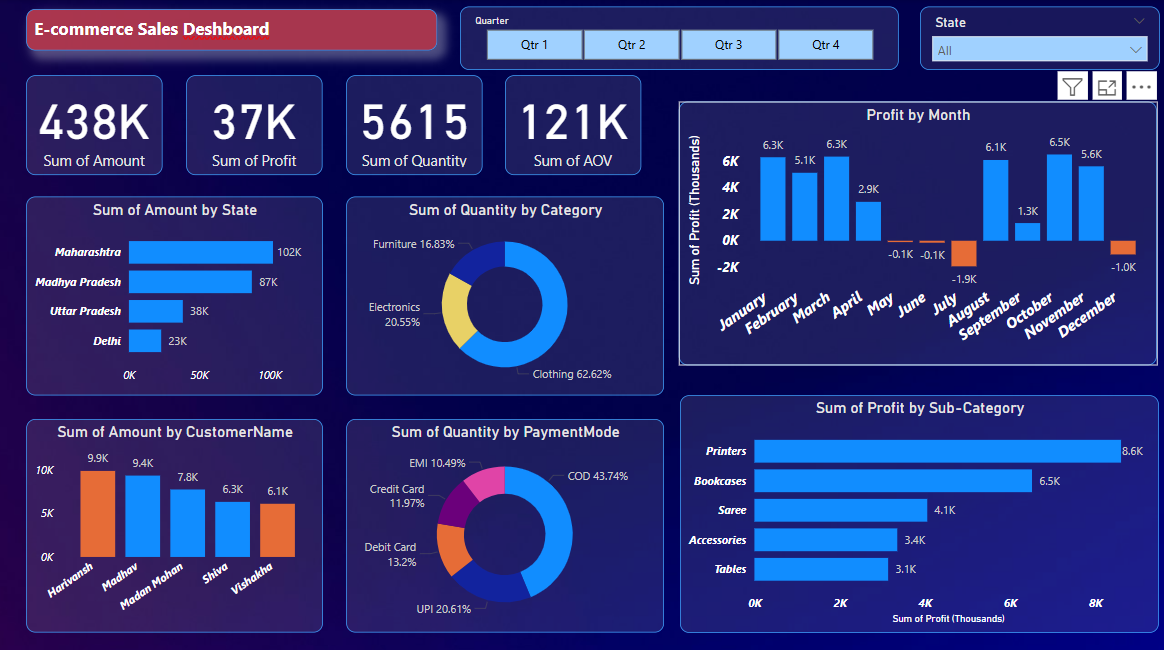 E-commerce Sales Deshboard
Quarter
Qtr 1
Qtr 2
Qtr 3
Qtr 4
State
All
438K
Sum of Amount
37K
Sum of Profit
5615
Sum of Quantity
121K
Sum of AOV
Profit by Month
Sum of Profit (Thousands)
6K
4K
2K
0K
-2K
6.3K
5.1K
6.3K
2.9K
-0.1K
-0.1K
-1.9K
6.1K
1.3K
6.5K
5.6K
-1.0K
January
February
March
April
May
June
July
August
September
October
November
December
Sum of Amount by State
Maharashtra
102K
Madhya Pradesh
87K
Uttar Pradesh
38K
Delhi
23K
0K
50K
100K
Sum of Quantity by Category
Furniture 16.83%
Electronics
20.55%
Clothing 62.62%
Sum of Amount by CustomerName
10K
5K
0K
9.9K
9.4K
7.8K
6.3K
6.1K
Harivansh
Madhav
Madan Mohan
Shiva
Vishakha
Sum of Quantity by PaymentMode
EMI 10.49%
COD 43.74%
Credit Card
11.97%
Debit Card
13.2%
UPI 20.61%
Sum of Profit by Sub-Category
Printers
8.6K
Bookcases
6.5K
Saree
4.1K
Accessories
3.4K
Tables
3.1K
0K
2K
4K
6K
8K
Sum of Profit (Thousands)